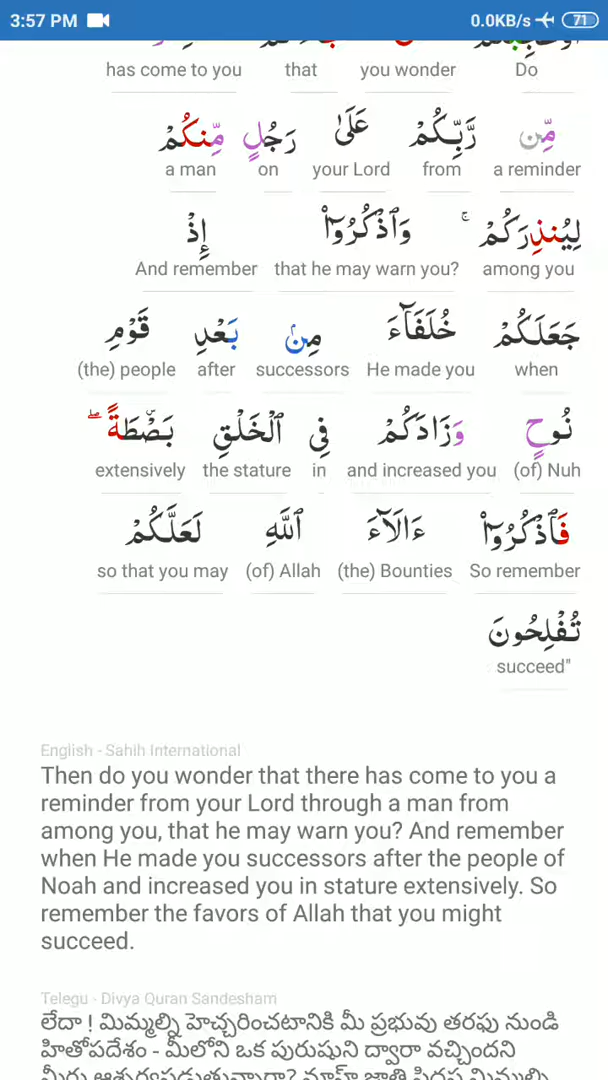 3:57 PM 0.0KB/s 71
has come to you that you wonder Do
مِّن رَّبِّكُمْ عَلَىٰ رَجُلٍ مِّنكُمْ
a man on your Lord from a reminder
لِيُنذِرَكُمْ ۚ وَٱذْكُرُوٓا۟ إِذْ
And remember that he may warn you? among you
جَعَلَكُمْ خُلَفَآءَ مِنۢ بَعْدِ قَوْمِ
(the) people after successors He made you when
نُوحٍ وَزَادَكُمْ فِى ٱلْخَلْقِ بَصْۜطَةً ۖ
extensively the stature in and increased you (of) Nuh
فَٱذْكُرُوٓا۟ ءَالَآءَ ٱللَّهِ لَعَلَّكُمْ
so that you may (of) Allah (the) Bounties So remember
تُفْلِحُونَ
succeed"
English - Sahih International
Then do you wonder that there has come to you a
reminder from your Lord through a man from
among you, that he may warn you? And remember
when He made you successors after the people of
Noah and increased you in stature extensively. So
remember the favors of Allah that you might
succeed.
Telegu - Divya Quran Sandesham
లేదా ! మిమ్మల్ని హెచ్చరించటానికి మీ ప్రభువు తరఫు నుండి
హితోపదేశం - మీలోని ఒక పురుషుని ద్వారా వచ్చిందని